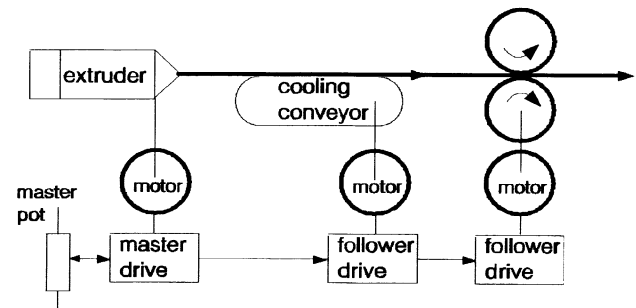 extruder
cooling
conveyor
motor
motor
motor
master
pot
master
drive
follower
drive
follower
drive